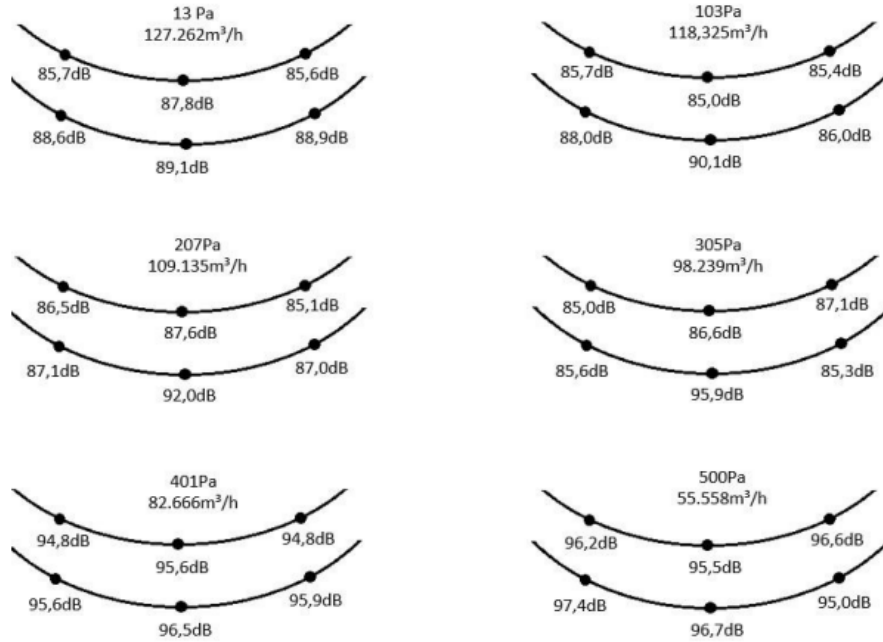 13 Pa
127.262m³/h
85,7dB
87,8dB
85,6dB
88,6dB
89,1dB
88,9dB
103Pa
118,325m³/h
85,7dB
85,0dB
85,4dB
88,0dB
90,1dB
86,0dB
207Pa
109.135m³/h
86,5dB
87,6dB
85,1dB
87,1dB
92,0dB
87,0dB
305Pa
98.239m³/h
85,0dB
86,6dB
87,1dB
85,6dB
95,9dB
85,3dB
401Pa
82.666m³/h
94,8dB
95,6dB
94,8dB
95,6dB
96,5dB
95,9dB
500Pa
55.558m³/h
96,2dB
95,5dB
96,6dB
97,4dB
96,7dB
95,0dB